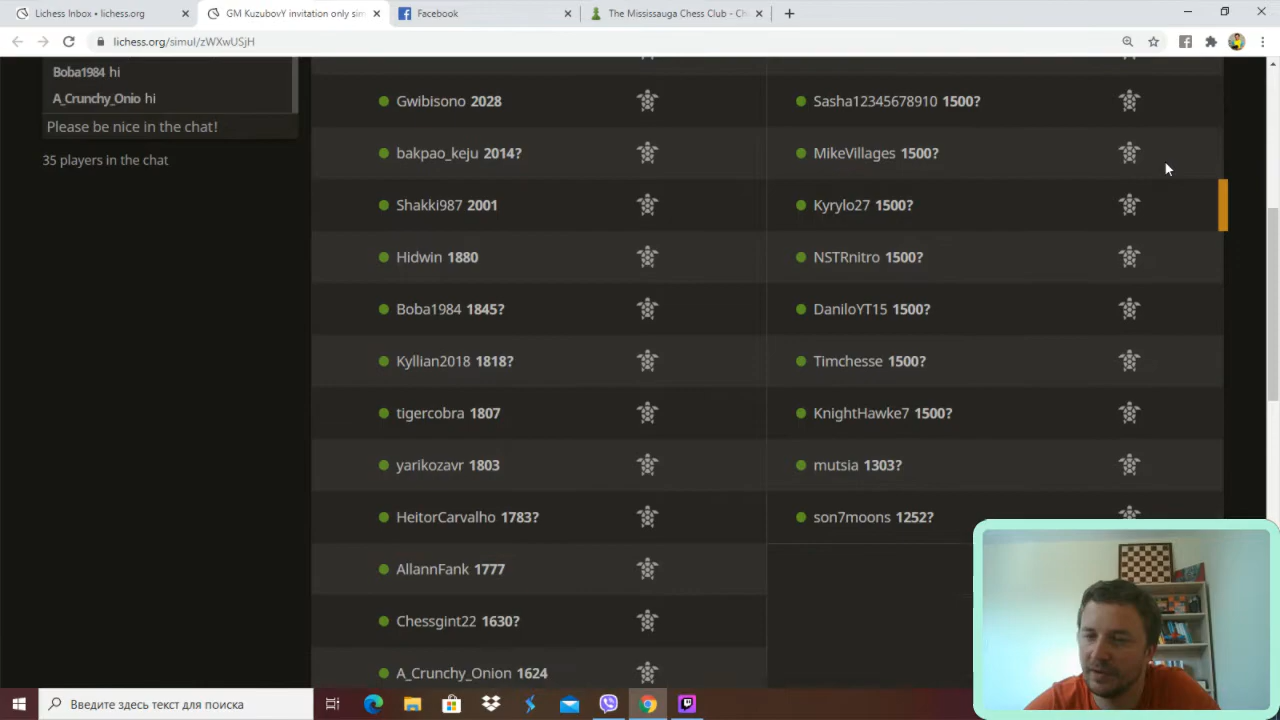 Lichess Inbox • lichess.org
GM KuzubovY invitation only sim
Facebook
The Mississauga Chess Club - Ch
lichess.org/simul/zWXwUSjH
Boba1984 hi
A_Crunchy_Onio hi
Please be nice in the chat!
35 players in the chat
Gwibisono 2028
bakpao_keju 2014?
Shakki987 2001
Hidwin 1880
Boba1984 1845?
Kyllian2018 1818?
tigercobra 1807
yarikozavr 1803
HeitorCarvalho 1783?
AllannFank 1777
Chessgint22 1630?
A_Crunchy_Onion 1624
Sasha12345678910 1500?
MikeVillages 1500?
Kyrylo27 1500?
NSTRnitro 1500?
DaniloYT15 1500?
Timchesse 1500?
KnightHawke7 1500?
mutsia 1303?
son7moons 1252?
Введите здесь текст для поиска